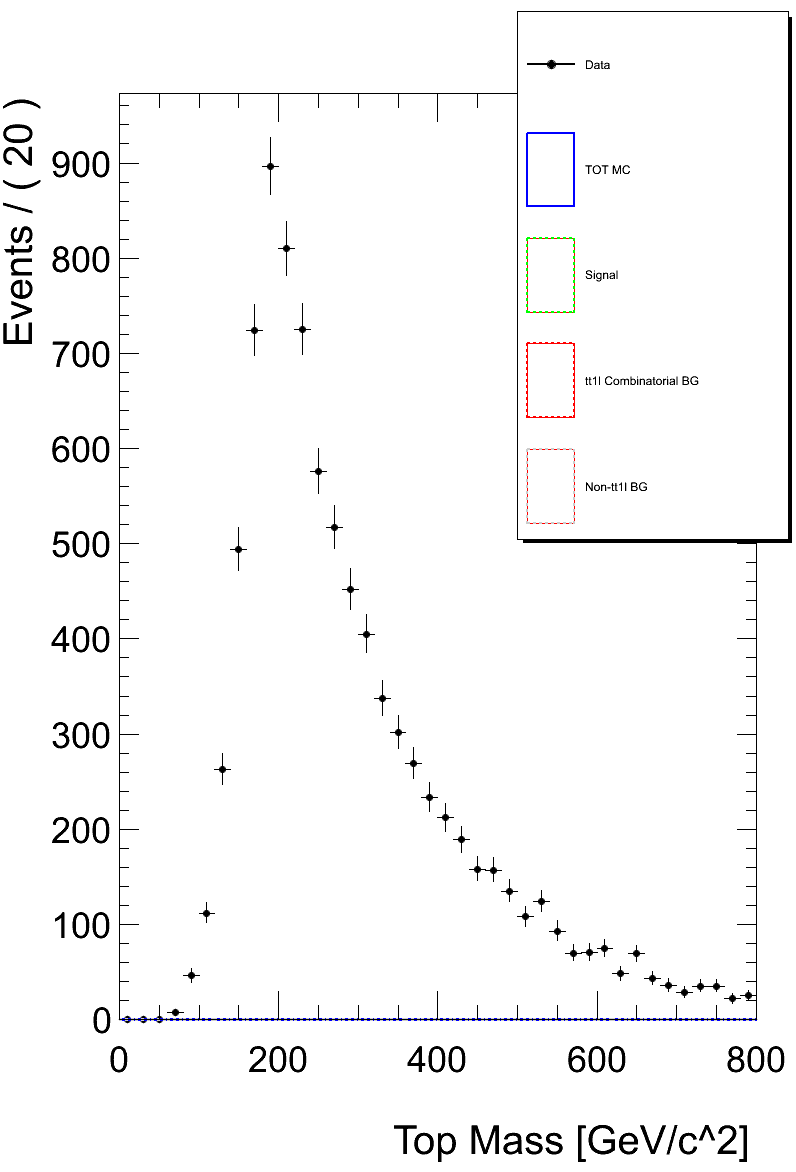 Data
TOT MC
Signal
tt1l Combinatorial BG
Non-tt1l BG
Events / ( 20 )
900
800
700
600
500
400
300
200
100
0
0 200 400 600 800
Top Mass [GeV/c^2]